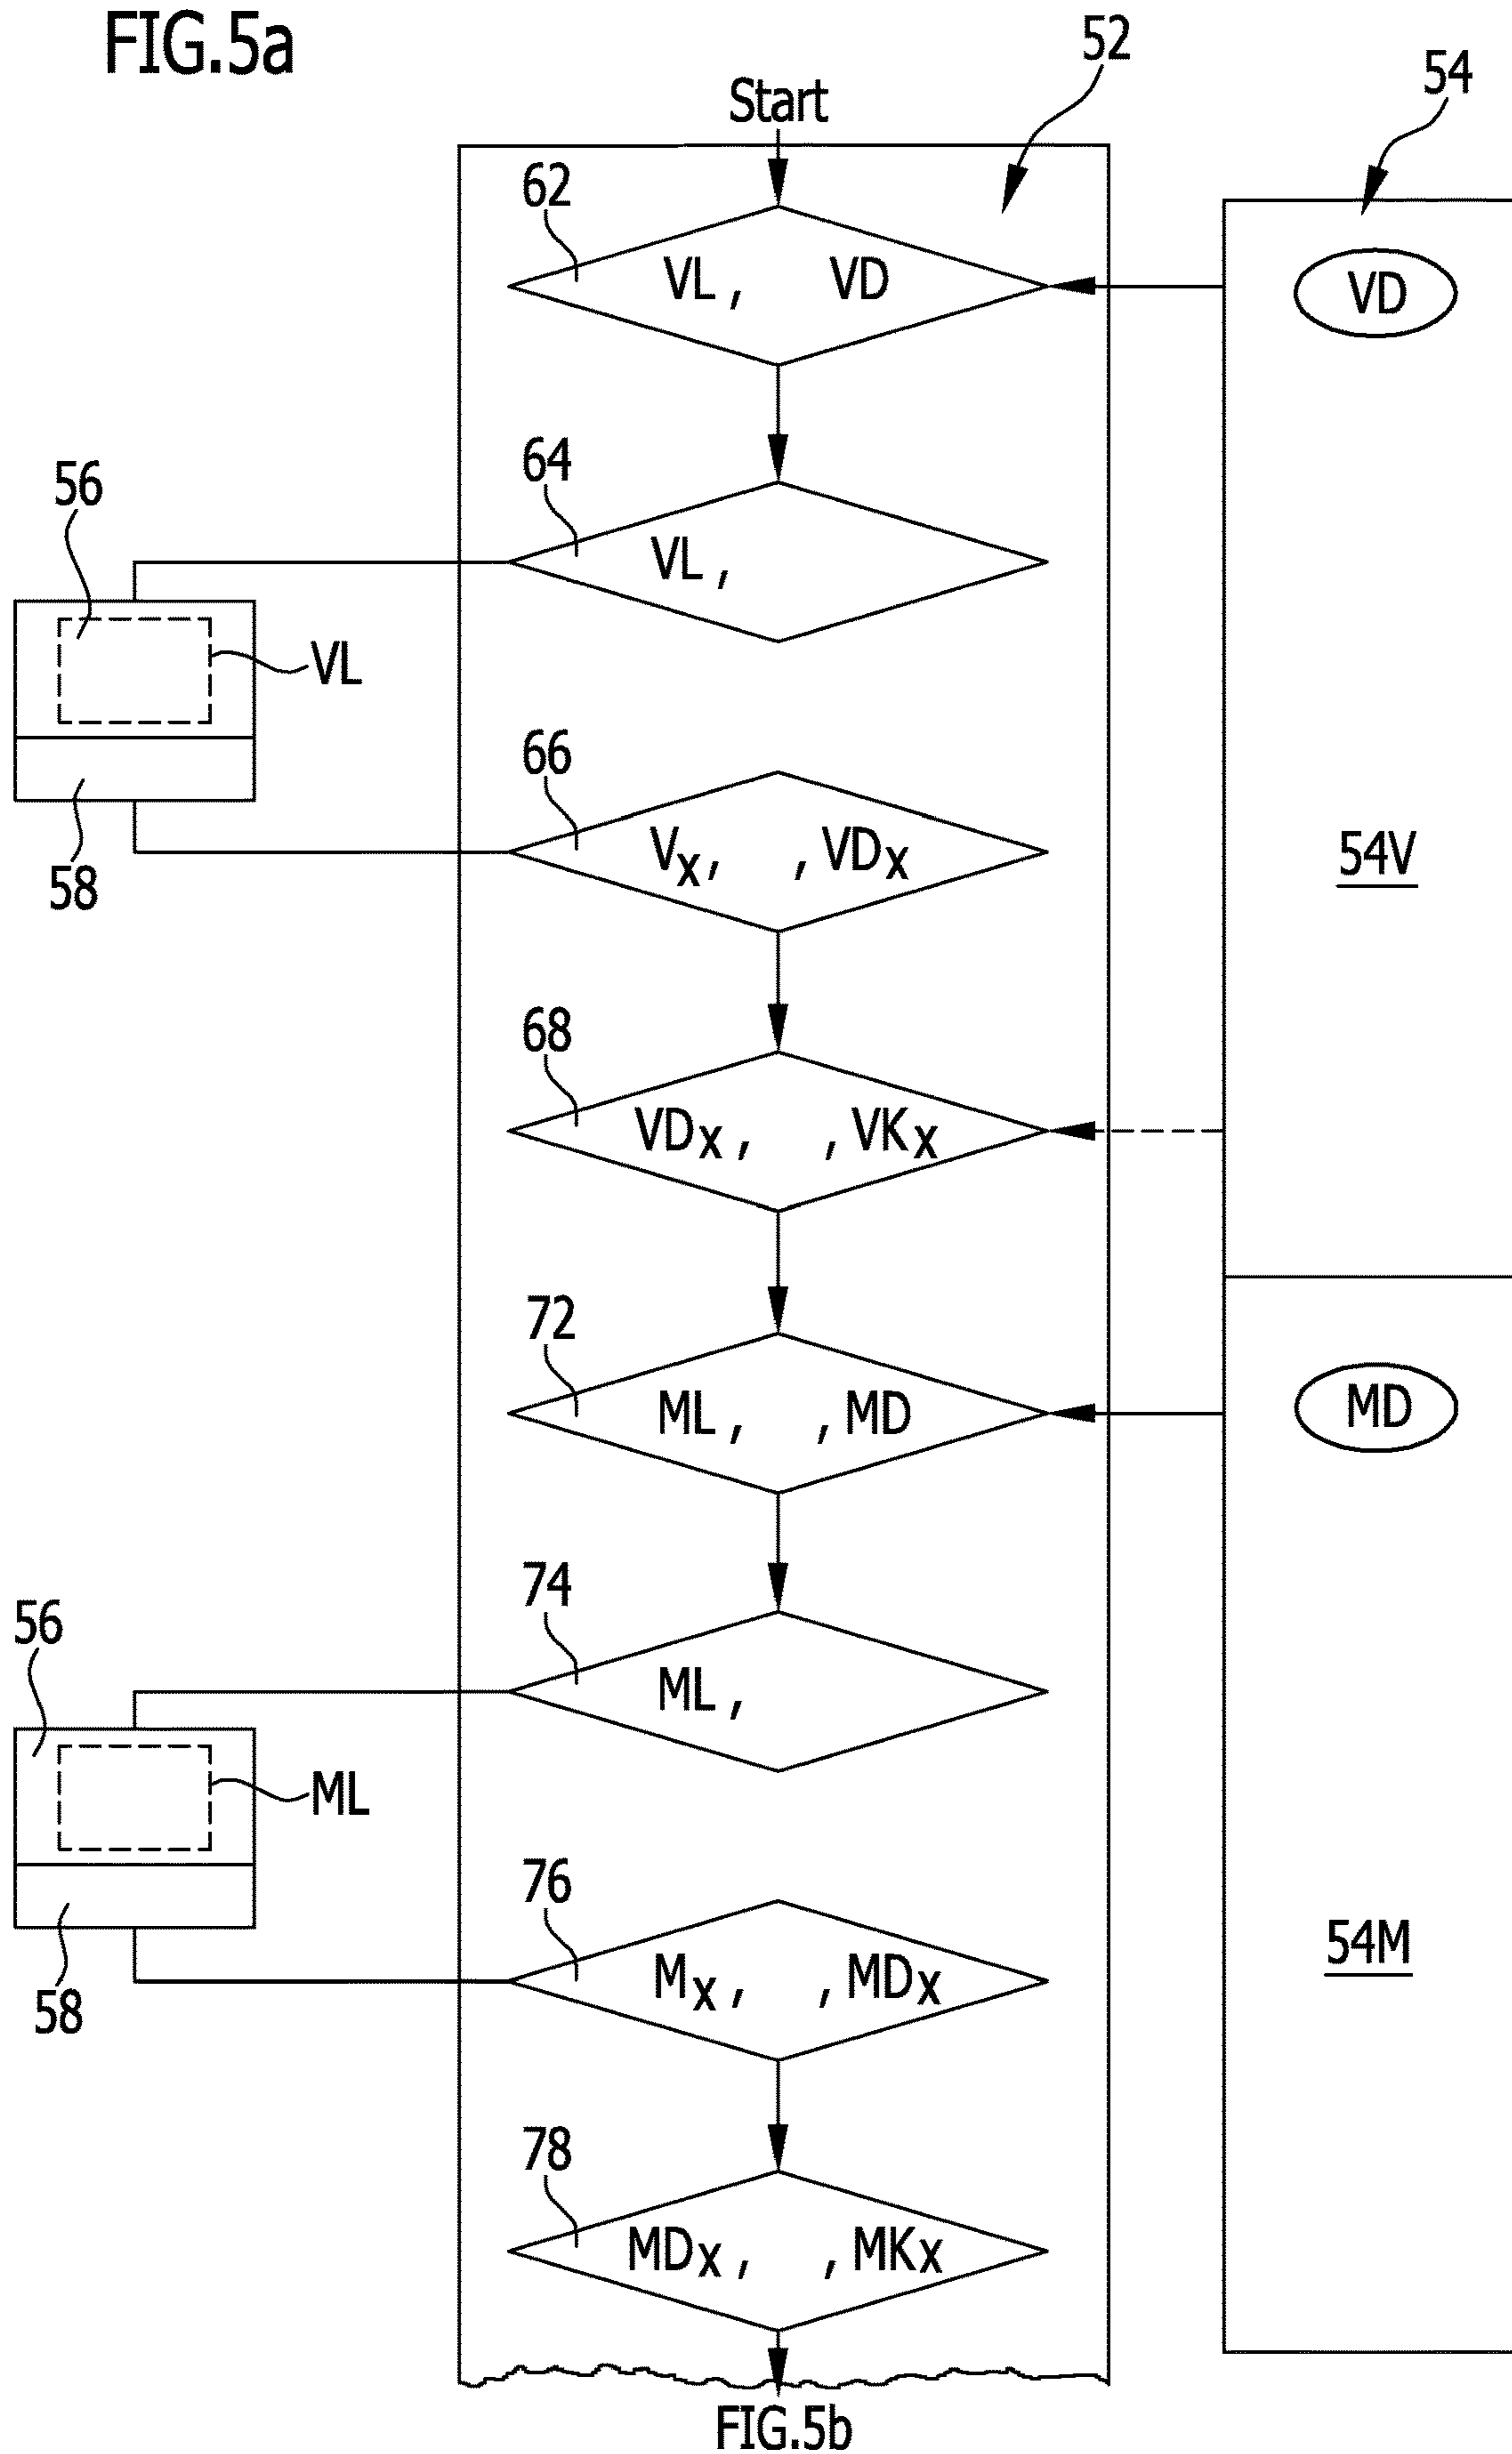 FIG.5a
52
54
Start
62
VL, VD
VD
64
56
VL,
VL
66
Vx, ,VDx
54V
58
68
VDx, ,VKx
72
ML, ,MD
MD
74
56
ML,
ML
76
Mx, ,MDx
54M
58
78
MDx, ,MKx
FIG.5b